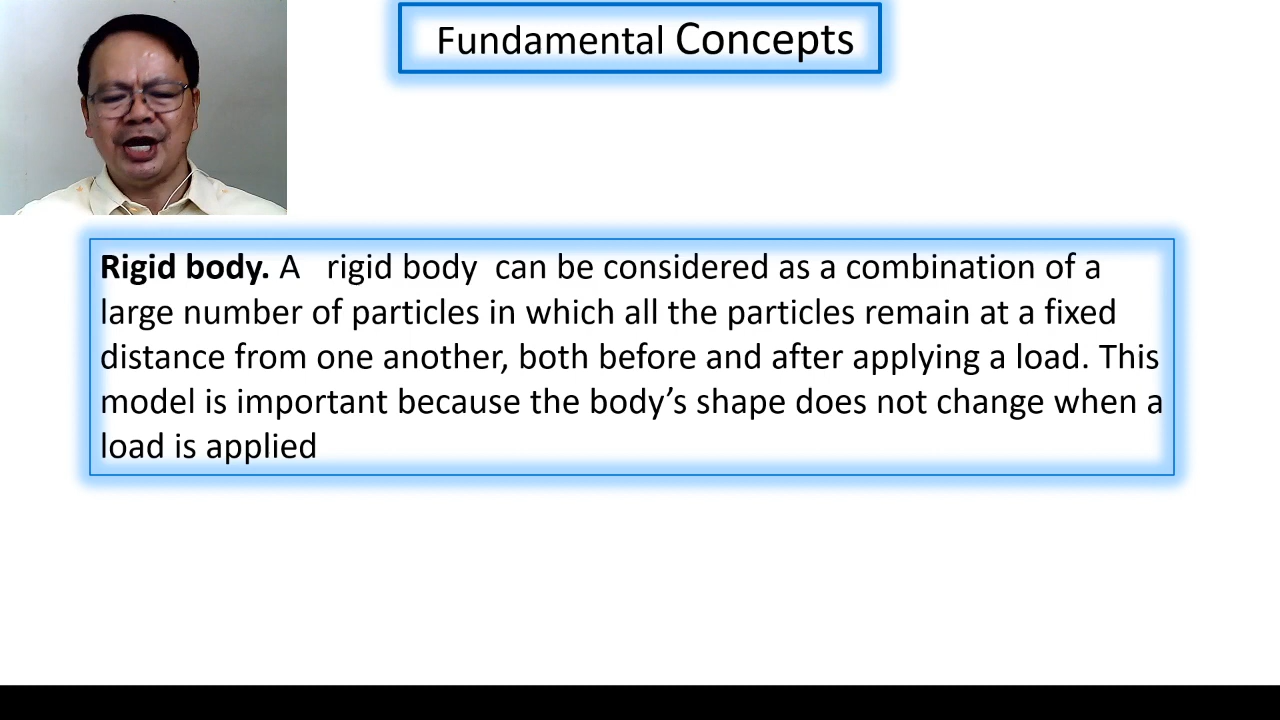 Fundamental Concepts
Rigid body. A rigid body can be considered as a combination of a
large number of particles in which all the particles remain at a fixed
distance from one another, both before and after applying a load. This
model is important because the body’s shape does not change when a
load is applied